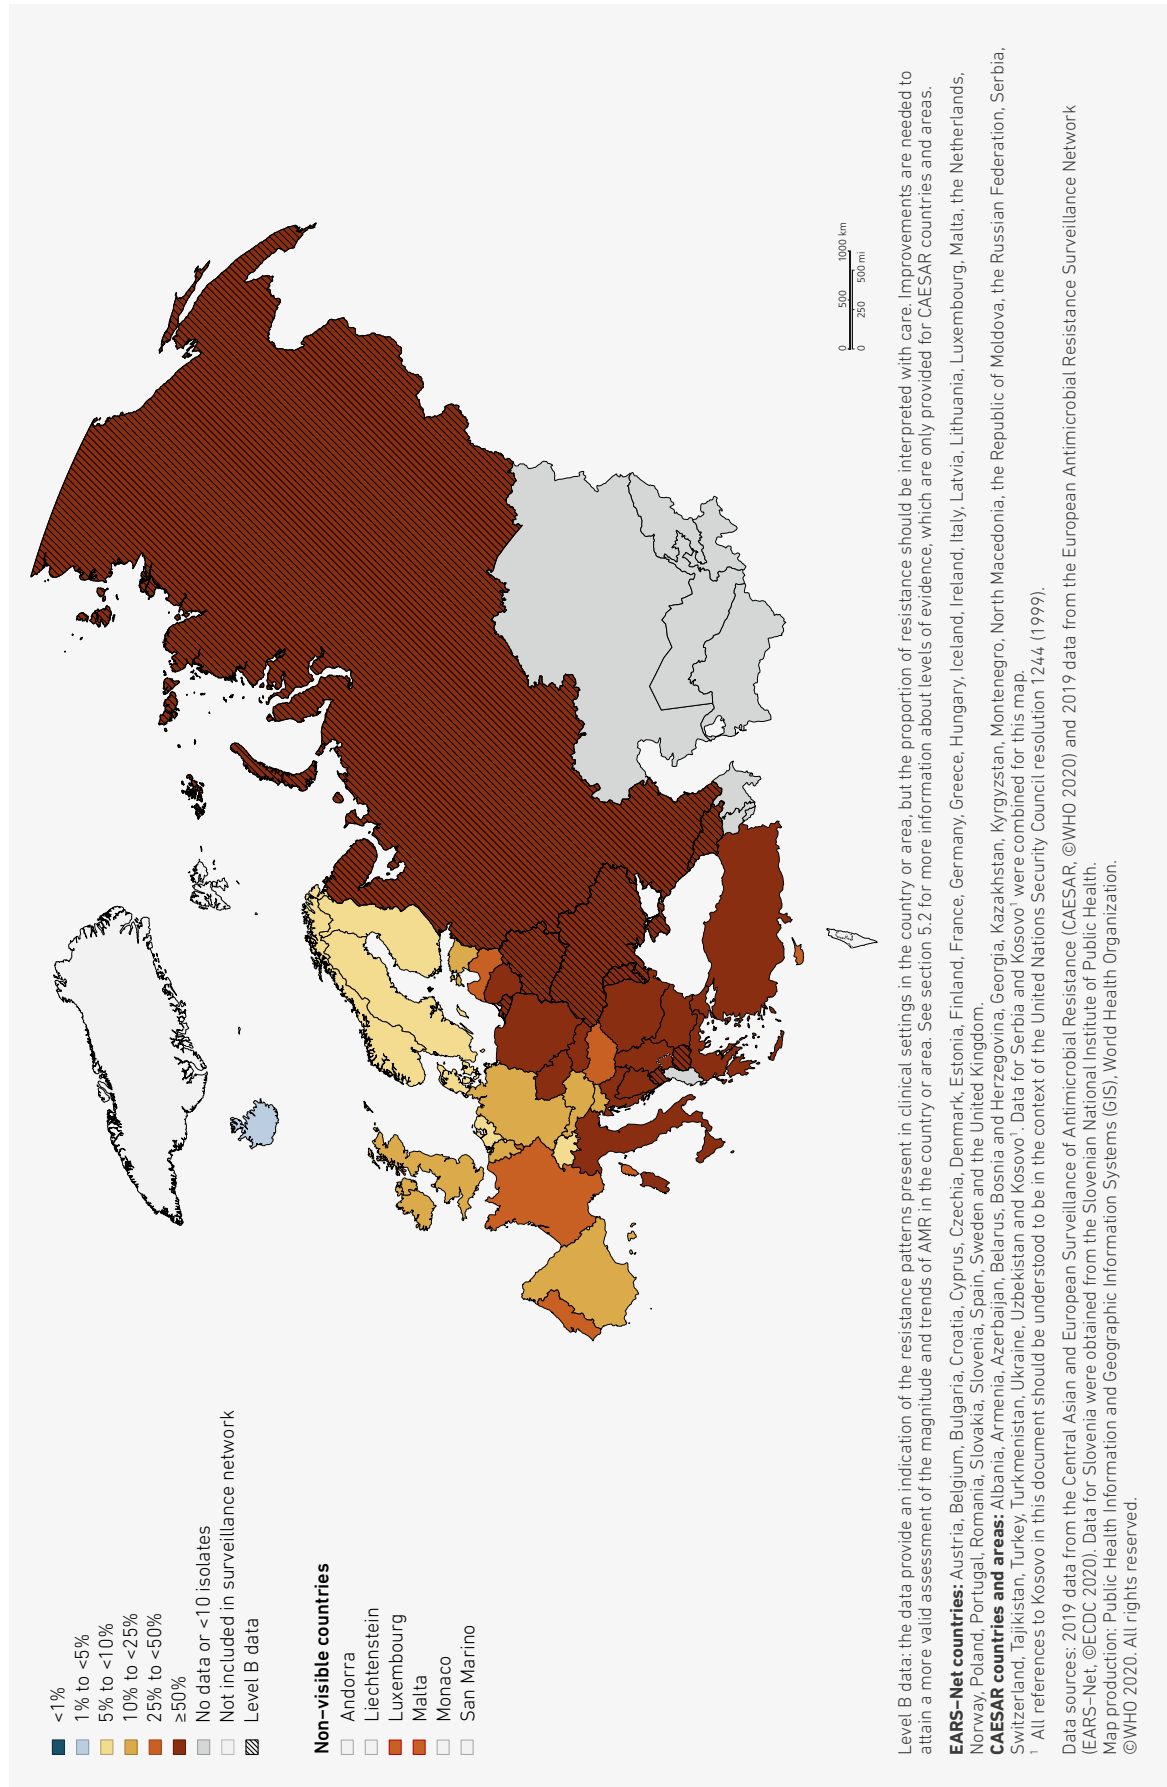 <1%
1% to <5%
5% to <10%
10% to <25%
25% to <50%
≥50%
No data or <10 isolates
Not included in surveillance network
Level B data
Non–visible countries
Andorra
Liechtenstein
Luxembourg
Malta
Monaco
San Marino
0 500 1000 km
0 250 500 mi
Level B data: the data provide an indication of the resistance patterns present in clinical settings in the country or area, but the proportion of resistance should be interpreted with care. Improvements are needed to
attain a more valid assessment of the magnitude and trends of AMR in the country or area. See section 5.2 for more information about levels of evidence, which are only provided for CAESAR countries and areas.
EARS–Net countries: Austria, Belgium, Bulgaria, Croatia, Cyprus, Czechia, Denmark, Estonia, Finland, France, Germany, Greece, Hungary, Iceland, Ireland, Italy, Latvia, Lithuania, Luxembourg, Malta, the Netherlands,
Norway, Poland, Portugal, Romania, Slovakia, Slovenia, Spain, Sweden and the United Kingdom.
CAESAR countries and areas: Albania, Armenia, Azerbaijan, Belarus, Bosnia and Herzegovina, Georgia, Kazakhstan, Kyrgyzstan, Montenegro, North Macedonia, the Republic of Moldova, the Russian Federation, Serbia,
Switzerland, Tajikistan, Turkey, Turkmenistan, Ukraine, Uzbekistan and Kosovo¹. Data for Serbia and Kosovo¹ were combined for this map.
¹ All references to Kosovo in this document should be understood to be in the context of the United Nations Security Council resolution 1244 (1999).
Data sources: 2019 data from the Central Asian and European Surveillance of Antimicrobial Resistance (CAESAR, ©WHO 2020) and 2019 data from the European Antimicrobial Resistance Surveillance Network
(EARS–Net, ©ECDC 2020). Data for Slovenia were obtained from the Slovenian National Institute of Public Health.
Map production: Public Health Information and Geographic Information Systems (GIS), World Health Organization.
©WHO 2020. All rights reserved.